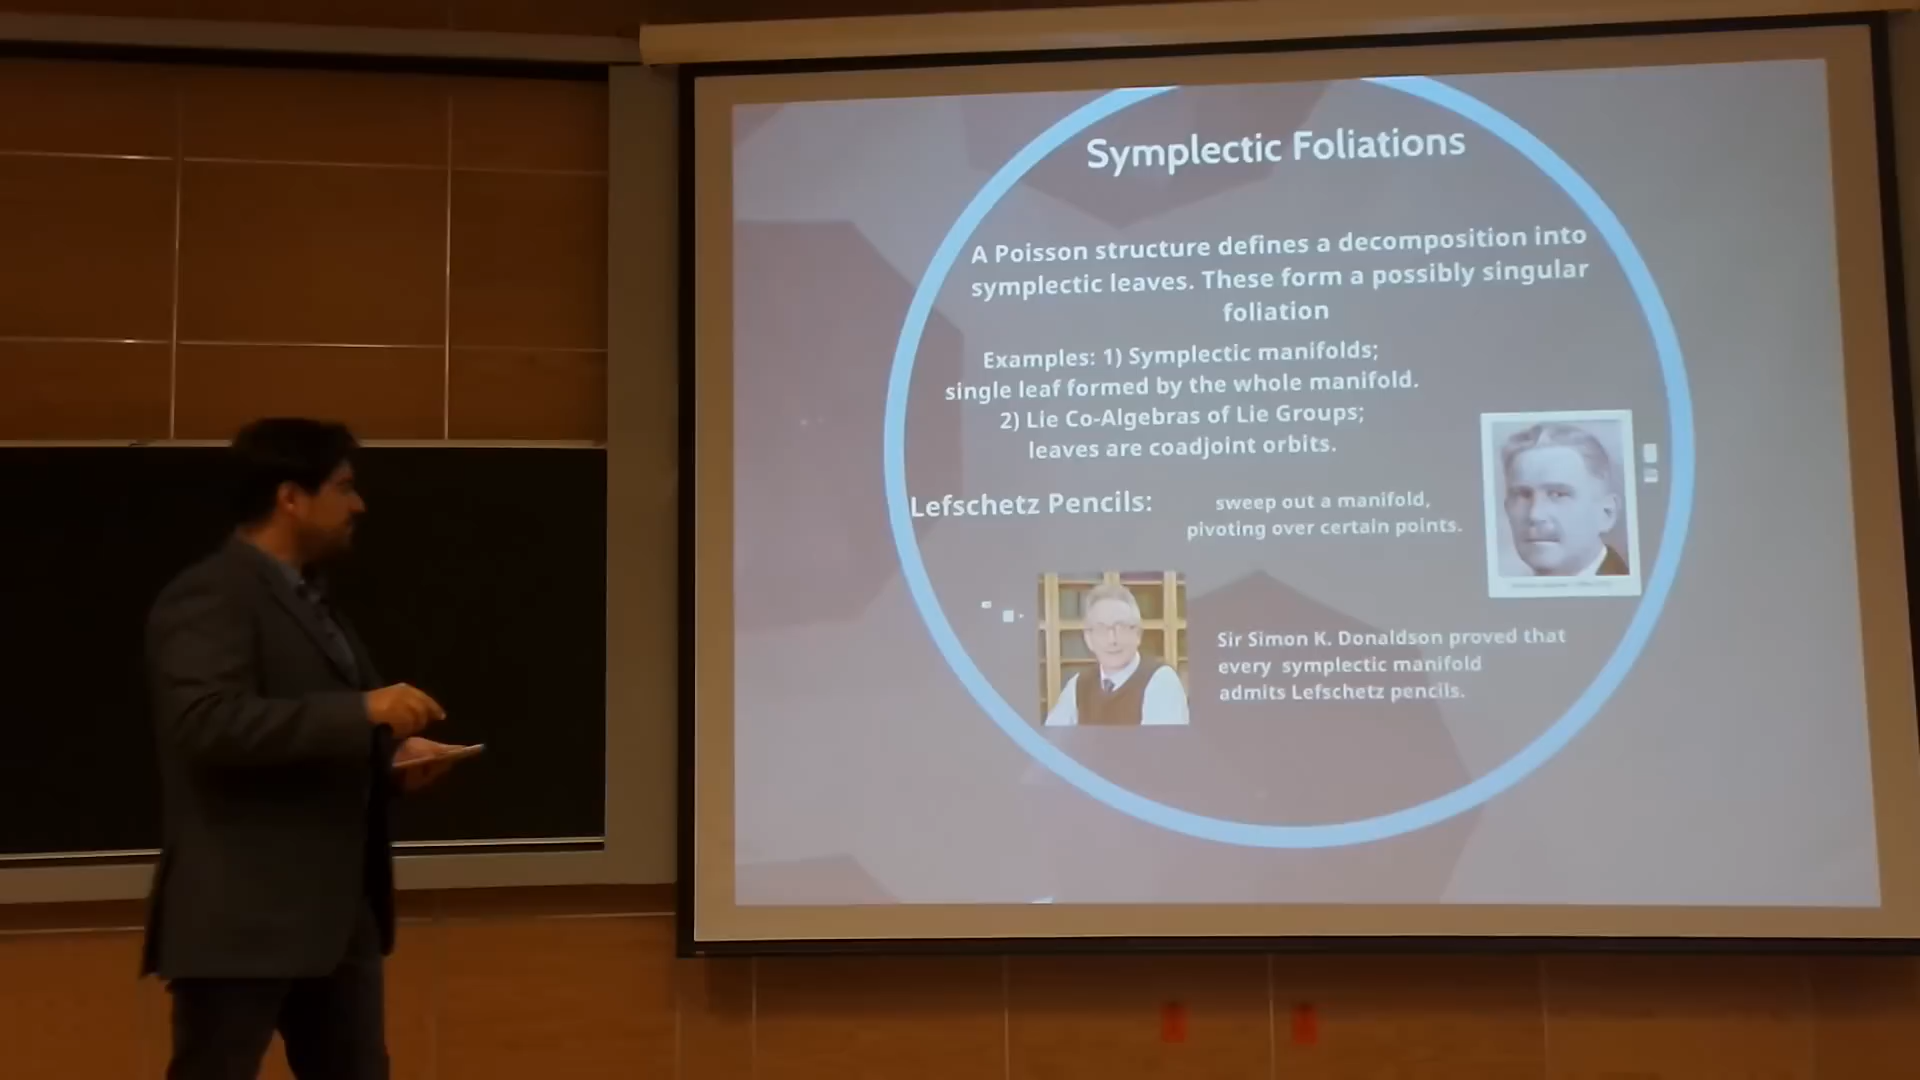 Symplectic Foliations
A Poisson structure defines a decomposition into
symplectic leaves. These form a possibly singular
foliation
Examples: 1) Symplectic manifolds;
single leaf formed by the whole manifold.
2) Lie Co-Algebras of Lie Groups;
leaves are coadjoint orbits.
Lefschetz Pencils:
sweep out a manifold,
pivoting over certain points.
Sir Simon K. Donaldson proved that
every symplectic manifold
admits Lefschetz pencils.